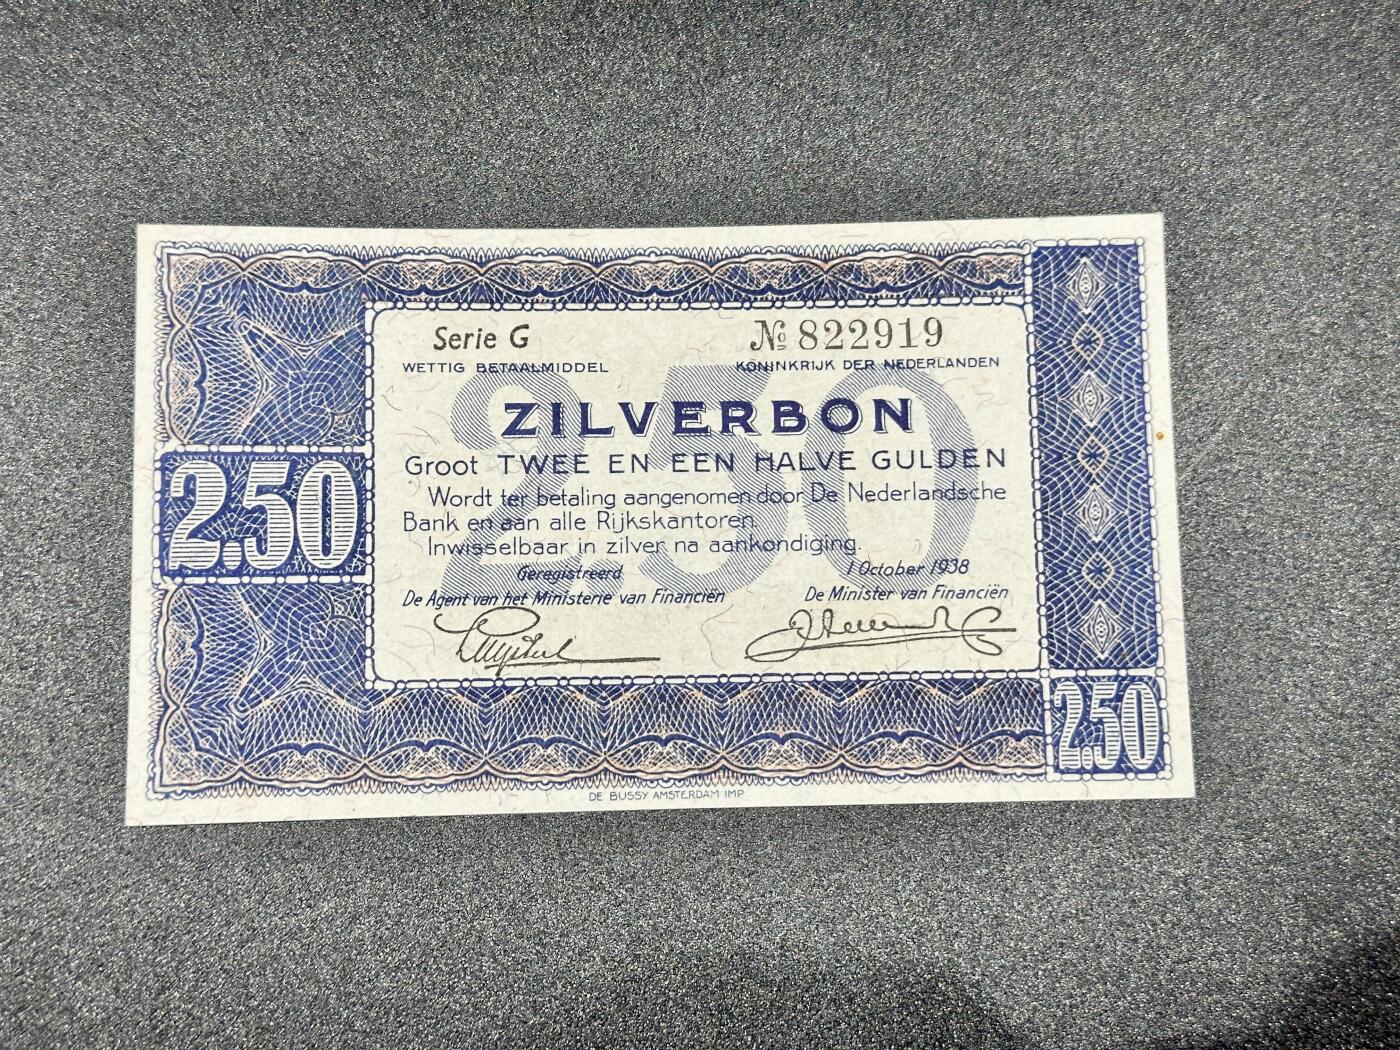 Serie G
№ 822919
WETTIG BETAALMIDDEL
KONINKRIJK DER NEDERLANDEN
250
ZILVERBON
Groot TWEE EN EEN HALVE GULDEN
2.50
Wordt ter betaling aangenomen door De Nederlandsche
Bank en aan alle Rijkskantoren.
Inwisselbaar in zilver na aankondiging.
Geregistreerd
1 October 1938
De Agent van het Ministerie van Financiën
De Minister van Financiën
2.50
DE BUSSY AMSTERDAM IMP